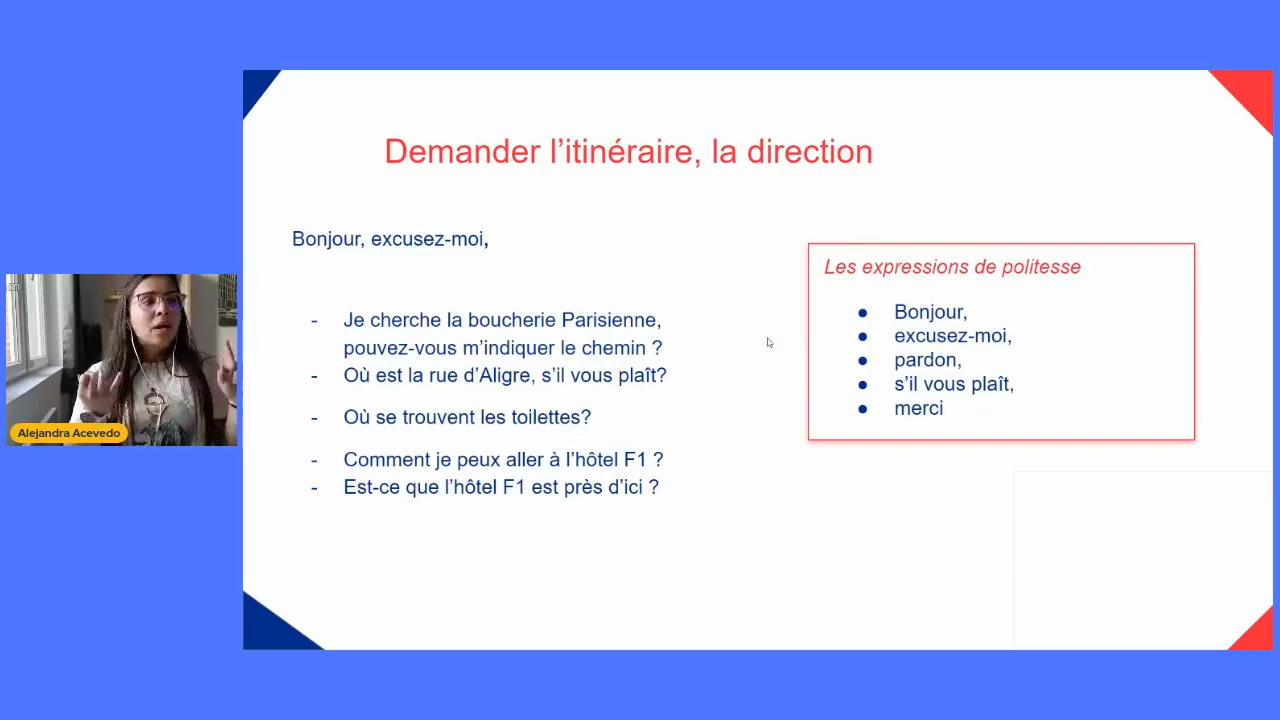 Demander l’itinéraire, la direction
Bonjour, excusez-moi,
- Je cherche la boucherie Parisienne,
pouvez-vous m’indiquer le chemin ?
- Où est la rue d’Aligre, s’il vous plaît?
- Où se trouvent les toilettes?
- Comment je peux aller à l’hôtel F1 ?
- Est-ce que l’hôtel F1 est près d’ici ?
Les expressions de politesse
● Bonjour,
● excusez-moi,
● pardon,
● s’il vous plaît,
● merci
Alejandra Acevedo